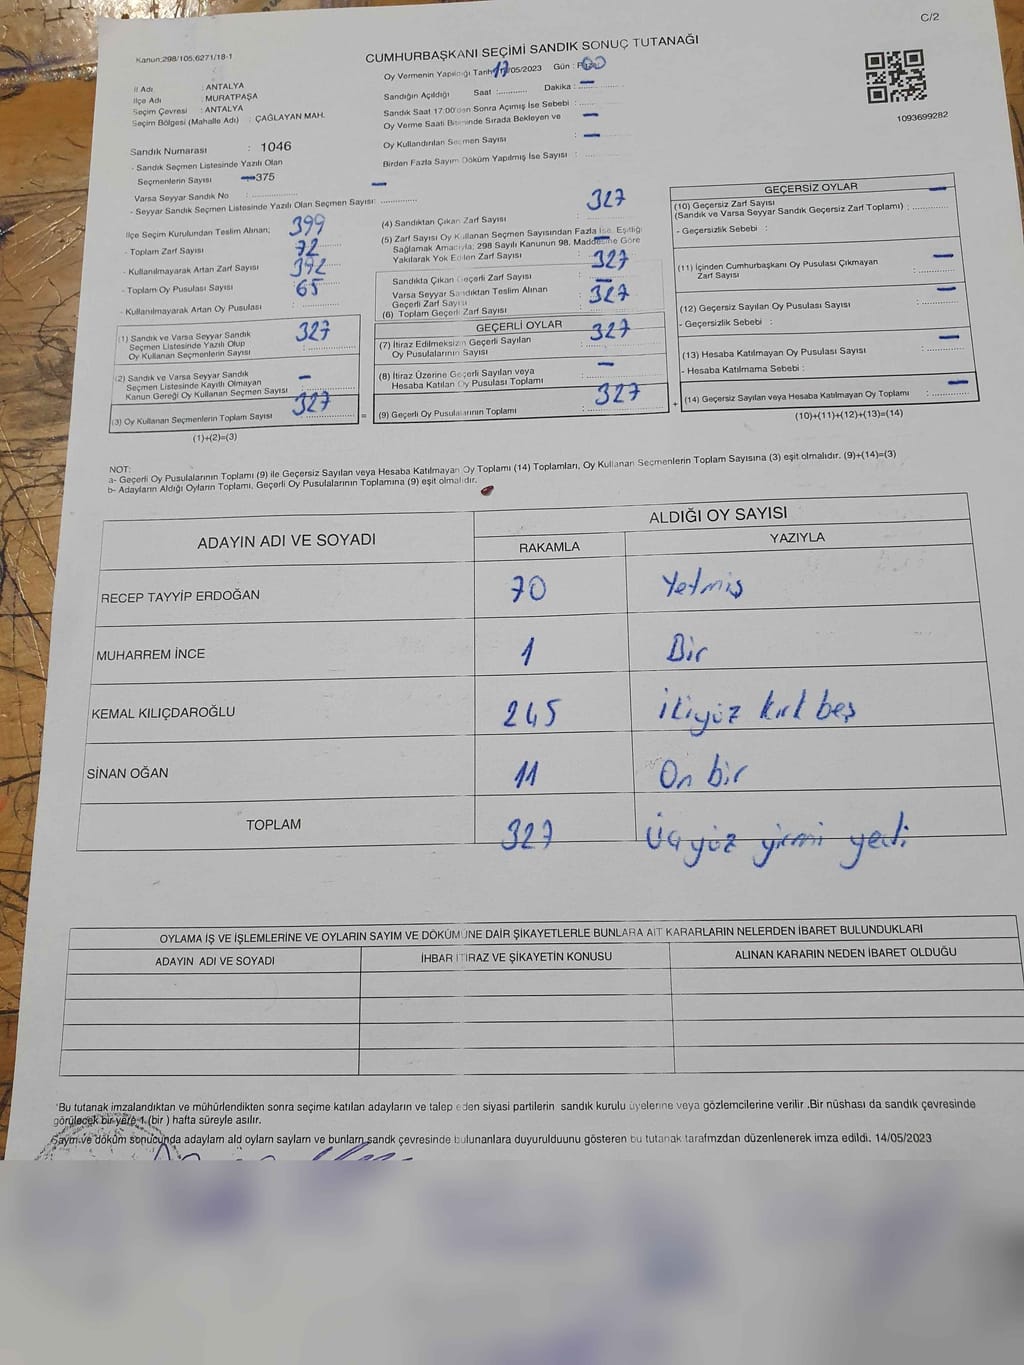 C/2
Kanun;298/105,6271/18-1
CUMHURBAŞKANI SEÇİMİ SANDIK SONUÇ TUTANAĞI
Oy Vermenin Yapıldığı Tarih /05/2023 Gün :
İl Adı : ANTALYA
İlçe Adı : MURATPAŞA
Seçim Çevresi : ANTALYA
Seçim Bölgesi (Mahalle Adı) : ÇAĞLAYAN MAH.
Sandığın Açıldığı Saat :............ Dakika : –
Sandık Saat 17:00'den Sonra Açımış İse Sebebi : –
Oy Verme Saati Bitiminde Sırada Bekleyen ve
Oy Kullandırılan Seçmen Sayısı : –
Birden Fazla Sayım Döküm Yapılmış İse Sayısı :
1093699282
Sandık Numarası : 1046
- Sandık Seçmen Listesinde Yazılı Olan
Seçmenlerin Sayısı 375
Varsa Seyyar Sandık No :
- Seyyar Sandık Seçmen Listesinde Yazılı Olan Seçmen Sayısı: –
İlçe Seçim Kurulundan Teslim Alınan;
- Toplam Zarf Sayısı 399
- Kullanılmayarak Artan Zarf Sayısı 72
- Toplam Oy Pusulası Sayısı 392
- Kullanılmayarak Artan Oy Pusulası : 65
(1) Sandık ve Varsa Seyyar Sandık
Seçmen Listesinde Yazılı Olup
Oy Kullanan Seçmenlerin Sayısı : 327
(2) Sandık ve Varsa Seyyar Sandık
Seçmen Listesinde Kayıtlı Olmayan
Kanun Gereği Oy Kullanan Seçmen Sayısı : –
(3) Oy Kullanan Seçmenlerin Toplam Sayısı : 327 =
(1)+(2)=(3)
(4) Sandıktan Çıkan Zarf Sayısı : 327
(5) Zarf Sayısı Oy Kullanan Seçmen Sayısından Fazla İse, Eşitliği
Sağlamak Amacıyla; 298 Sayılı Kanunun 98. Maddesine Göre
Yakılarak Yok Edilen Zarf Sayısı : –
Sandıkta Çıkan Geçerli Zarf Sayısı : 327
Varsa Seyyar Sandıktan Teslim Alınan
Geçerli Zarf Sayısı : –
(6) Toplam Geçerli Zarf Sayısı : 327
GEÇERLİ OYLAR
(7) İtiraz Edilmeksizin Geçerli Sayılan
Oy Pusulalarının Sayısı : 327
(8) İtiraz Üzerine Geçerli Sayılan veya
Hesaba Katılan Oy Pusulası Toplamı : –
(9) Geçerli Oy Pusulalarının Toplamı : 327 +
GEÇERSİZ OYLAR
(10) Geçersiz Zarf Sayısı
(Sandık ve Varsa Seyyar Sandık Geçersiz Zarf Toplamı) : –
- Geçersizlik Sebebi :
(11) İçinden Cumhurbaşkanı Oy Pusulası Çıkmayan
Zarf Sayısı : –
(12) Geçersiz Sayılan Oy Pusulası Sayısı : –
- Geçersizlik Sebebi :
(13) Hesaba Katılmayan Oy Pusulası Sayısı : –
- Hesaba Katılmama Sebebi :
(14) Geçersiz Sayılan veya Hesaba Katılmayan Oy Toplamı : –
(10)+(11)+(12)+(13)=(14)
NOT:
a- Geçerli Oy Pusulalarının Toplamı (9) ile Geçersiz Sayılan veya Hesaba Katılmayan Oy Toplamı (14) Toplamları, Oy Kullanan Seçmenlerin Toplam Sayısına (3) eşit olmalıdır. (9)+(14)=(3)
b- Adayların Aldığı Oyların Toplamı, Geçerli Oy Pusulalarının Toplamına (9) eşit olmalıdır.
ADAYIN ADI VE SOYADI ALDIĞI OY SAYISI
RAKAMLA YAZIYLA
RECEP TAYYİP ERDOĞAN 70 Yetmiş
MUHARREM İNCE 1 Bir
KEMAL KILIÇDAROĞLU 245 İkiyüz kırk beş
SİNAN OĞAN 11 On bir
TOPLAM 327 Üçyüz yirmi yedi
OYLAMA İŞ VE İŞLEMLERİNE VE OYLARIN SAYIM VE DÖKÜMÜNE DAİR ŞİKAYETLERLE BUNLARA AİT KARARLARIN NELERDEN İBARET BULUNDUKLARI
ADAYIN ADI VE SOYADI İHBAR İTİRAZ VE ŞİKAYETİN KONUSU ALINAN KARARIN NEDEN İBARET OLDUĞU
*Bu tutanak imzalandıktan ve mühürlendikten sonra seçime katılan adayların ve talep eden siyasi partilerin sandık kurulu üyelerine veya gözlemcilerine verilir .Bir nüshası da sandık çevresinde
görülecek bir yere 1 (bir ) hafta süreyle asılır.
Sayım ve döküm sonucunda adayların ald oyların sayların ve bunların sandk çevresinde bulunanlara duyurulduunu gösteren bu tutanak tarafmzdan düzenlenerek imza edildi. 14/05/2023